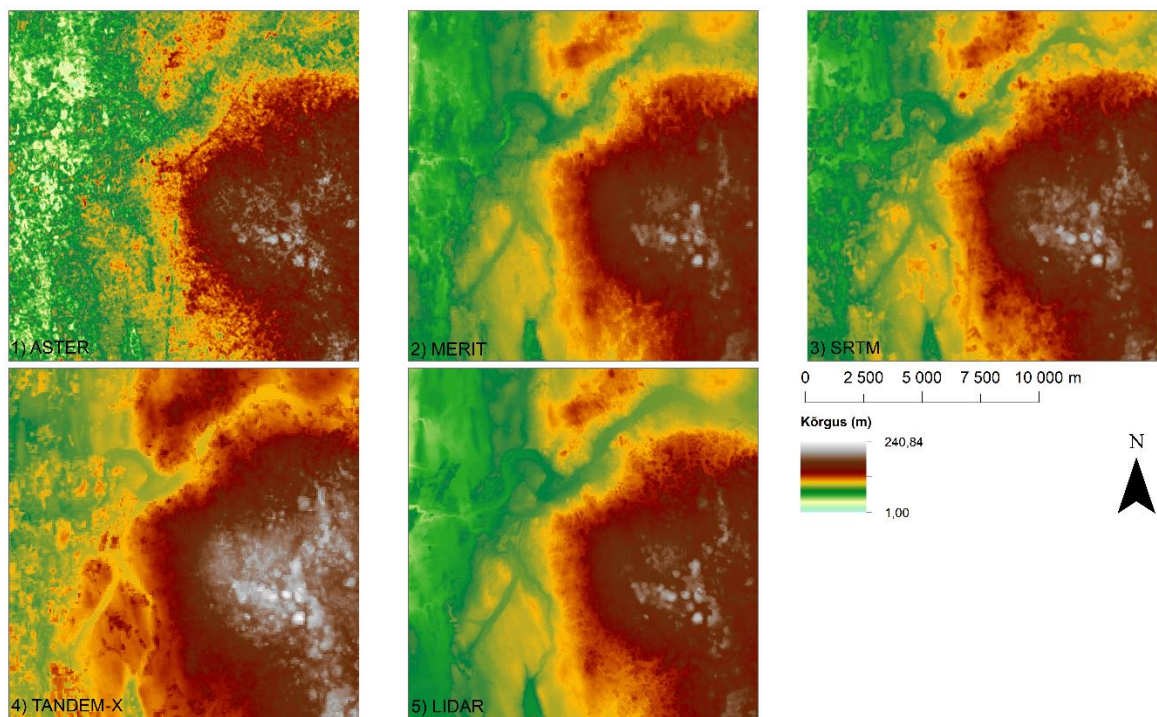 1) ASTER
2) MERIT
3) SRTM
0 2 500 5 000 7 500 10 000 m
Kõrgus (m)
240,84
1,00
N
4) TANDEM-X
5) LIDAR